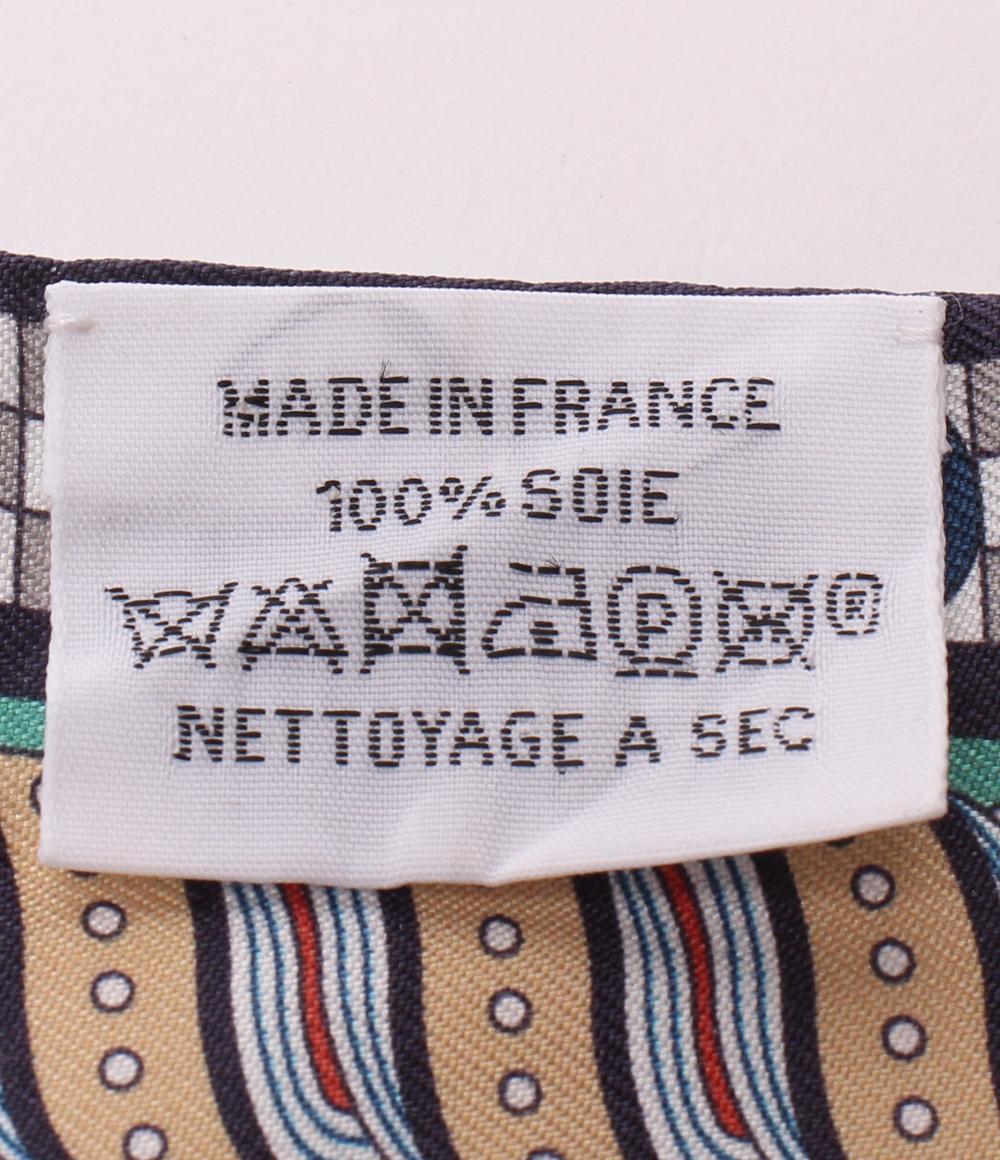 MADE IN FRANCE
100% SOIE
P ®
NETTOYAGE A SEC